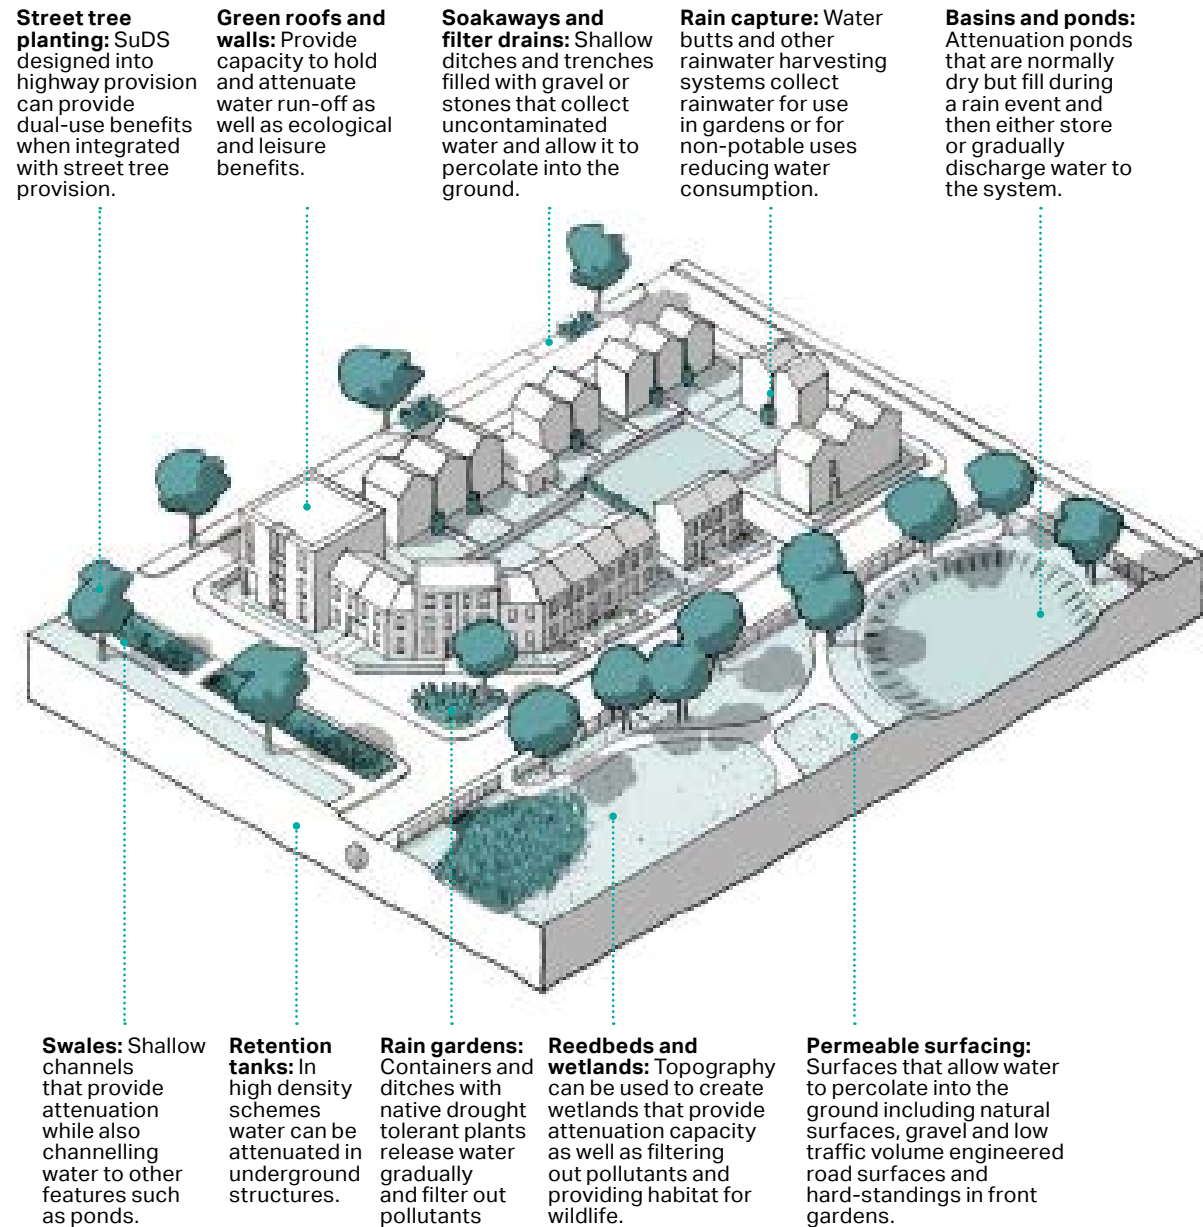 Street tree
planting: SuDS
designed into
highway provision
can provide
dual-use benefits
when integrated
with street tree
provision.
Green roofs and
walls: Provide
capacity to hold
and attenuate
water run-off as
well as ecological
and leisure
benefits.
Soakaways and
filter drains: Shallow
ditches and trenches
filled with gravel or
stones that collect
uncontaminated
water and allow it to
percolate into the
ground.
Rain capture: Water
butts and other
rainwater harvesting
systems collect
rainwater for use
in gardens or for
non-potable uses
reducing water
consumption.
Basins and ponds:
Attenuation ponds
that are normally
dry but fill during
a rain event and
then either store
or gradually
discharge water to
the system.
Swales: Shallow
channels
that provide
attenuation
while also
channelling
water to other
features such
as ponds.
Retention
tanks: In
high density
schemes
water can be
attenuated in
underground
structures.
Rain gardens:
Containers and
ditches with
native drought
tolerant plants
release water
gradually
and filter out
pollutants
Reedbeds and
wetlands: Topography
can be used to create
wetlands that provide
attenuation capacity
as well as filtering
out pollutants and
providing habitat for
wildlife.
Permeable surfacing:
Surfaces that allow water
to percolate into the
ground including natural
surfaces, gravel and low
traffic volume engineered
road surfaces and
hard-standings in front
gardens.